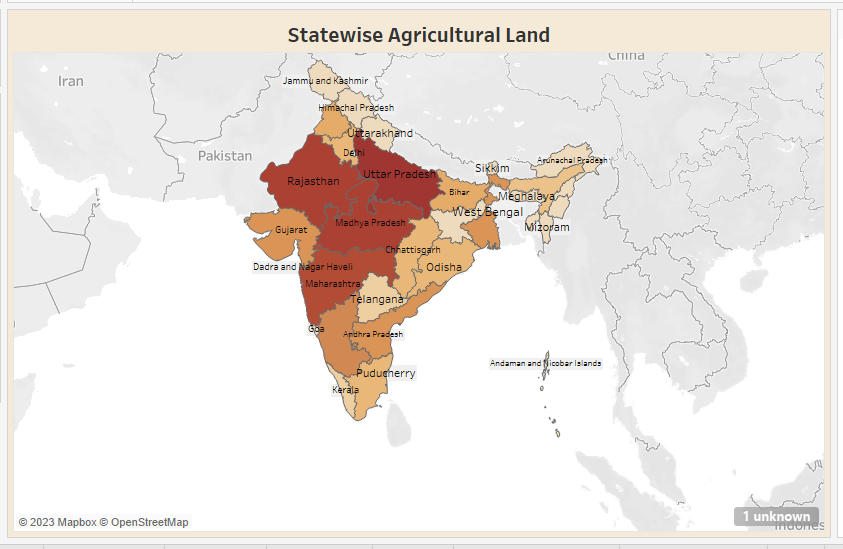 Statewise Agricultural Land
China
Iran
Jammu and Kashmir
Himachal Pradesh
Uttarakhand
Pakistan
Delhi
Sikkim
Arunachal Pradesh
Uttar Pradesh
Rajasthan
Bihar
Meghalaya
West Bengal
Madhya Pradesh
Mizoram
Gujarat
Chhattisgarh
Dadra and Nagar Haveli
Odisha
Maharashtra
Telangana
Goa
Andhra Pradesh
Andaman and Nicobar Islands
Puducherry
Kerala
1 unknown
© 2023 Mapbox © OpenStreetMap